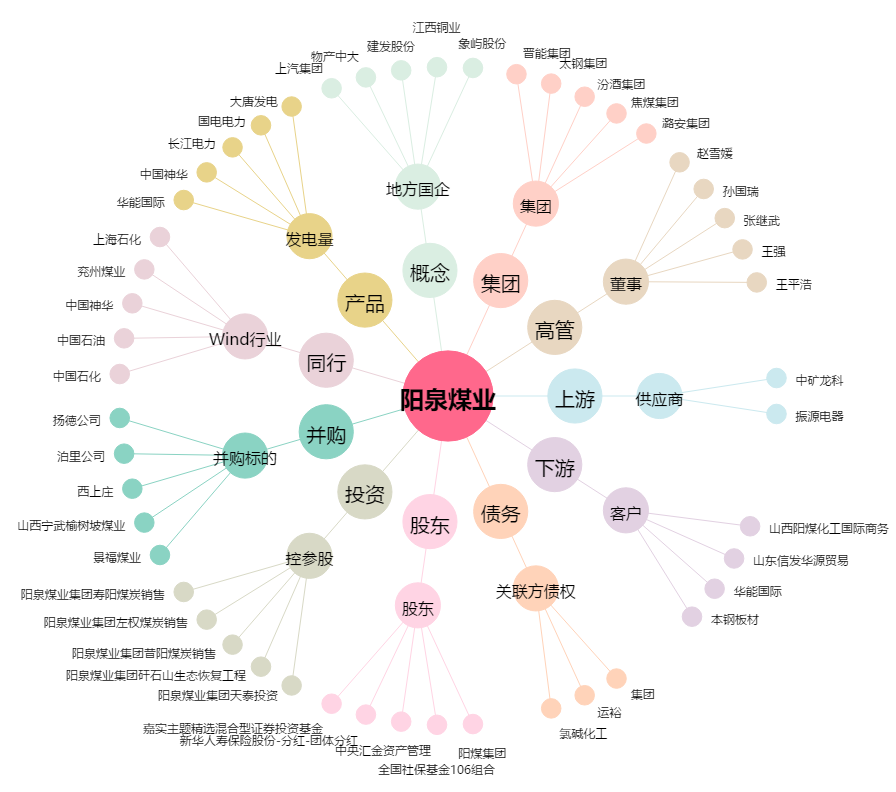 江西铜业
建发股份
象屿股份
物产中大
上汽集团
晋能集团
太钢集团
汾酒集团
焦煤集团
潞安集团
大唐发电
国电电力
长江电力
中国神华
华能国际
地方国企
集团
赵雪媛
孙国瑞
张继武
王强
王平浩
发电量
概念
集团
董事
上海石化
兖州煤业
中国神华
中国石油
中国石化
产品
高管
Wind行业
同行
阳泉煤业
上游
供应商
中矿龙科
振源电器
扬德公司
泊里公司
西上庄
山西宁武榆树坡煤业
景福煤业
并购标的
并购
下游
投资
股东
债务
客户
山西阳煤化工国际商务
山东信发华源贸易
华能国际
本钢板材
控参股
阳泉煤业集团寿阳煤炭销售
阳泉煤业集团左权煤炭销售
阳泉煤业集团昔阳煤炭销售
阳泉煤业集团矸石山生态恢复工程
阳泉煤业集团天泰投资
股东
关联方债权
集团
运裕
氯碱化工
嘉实主题精选混合型证券投资基金
新华人寿保险股份-分红-团体分红
中央汇金资产管理
全国社保基金106组合
阳煤集团